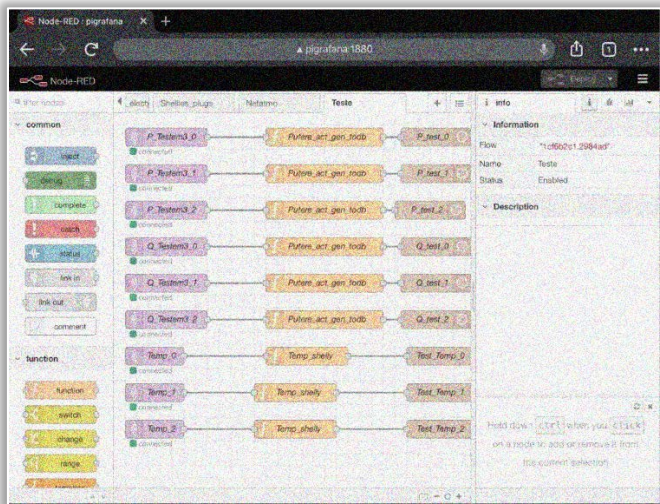 Node-RED : pigrafana
pigrafana:1880
1
Node-RED
Deploy
filter nodes
Shellies_plugs
Netatmo
Teste
i info
common
Information
inject
P_Testem3_0
Putere_act_gen_todb
P_test_0
connected
Flow
"1cf6b2c1.2984ad"
debug
P_Testem3_1
Putere_act_gen_todb
P_test_1
connected
Name
Teste
Status
Enabled
complete
P_Testem3_2
Putere_act_gen_todb
P_test_2
connected
Description
catch
status
Q_Testem3_0
Putere_act_gen_todb
Q_test_0
connected
link in
Q_Testem3_1
Putere_act_gen_todb
Q_test_1
connected
link out
comment
Q_Testem3_2
Putere_act_gen_todb
Q_test_2
connected
function
Temp_0
Temp_shelly
Test_Temp_0
connected
function
Temp_1
Temp_shelly
Test_Temp_1
connected
switch
change
Temp_2
Temp_shelly
Test_Temp_2
connected
range
Hold down ctrl when you click
on a node to add or remove it from
the current selection